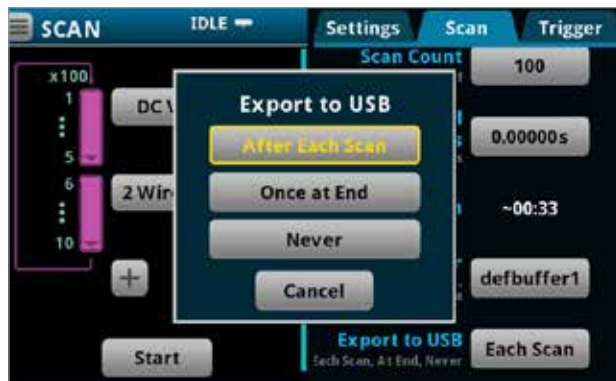 SCAN
IDLE
Settings
Scan
Trigger
x100
1
5
6
10
DC V
2 Wir
+
Start
Export to USB
After Each Scan
Once at End
Never
Cancel
Scan Count
100
0.00000s
~00:33
defbuffer1
Export to USB
Each Scan, At End, Never
Each Scan